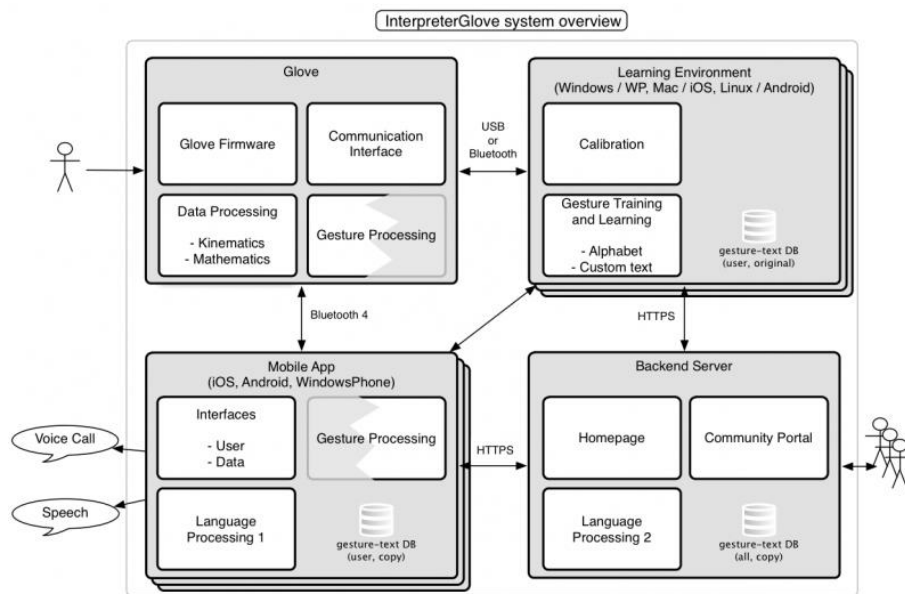 InterpreterGlove system overview
Glove
Glove Firmware
Communication
Interface
Data Processing
- Kinematics
- Mathematics
Gesture Processing
USB
or
Bluetooth
Learning Environment
(Windows / WP, Mac / iOS, Linux / Android)
Calibration
Gesture Training
and Learning
- Alphabet
- Custom text
gesture-text DB
(user, original)
Bluetooth 4
HTTPS
Mobile App
(iOS, Android, WindowsPhone)
Interfaces
- User
- Data
Gesture Processing
Language
Processing 1
gesture-text DB
(user, copy)
Voice Call
Speech
HTTPS
Backend Server
Homepage
Community Portal
Language
Processing 2
gesture-text DB
(all, copy)